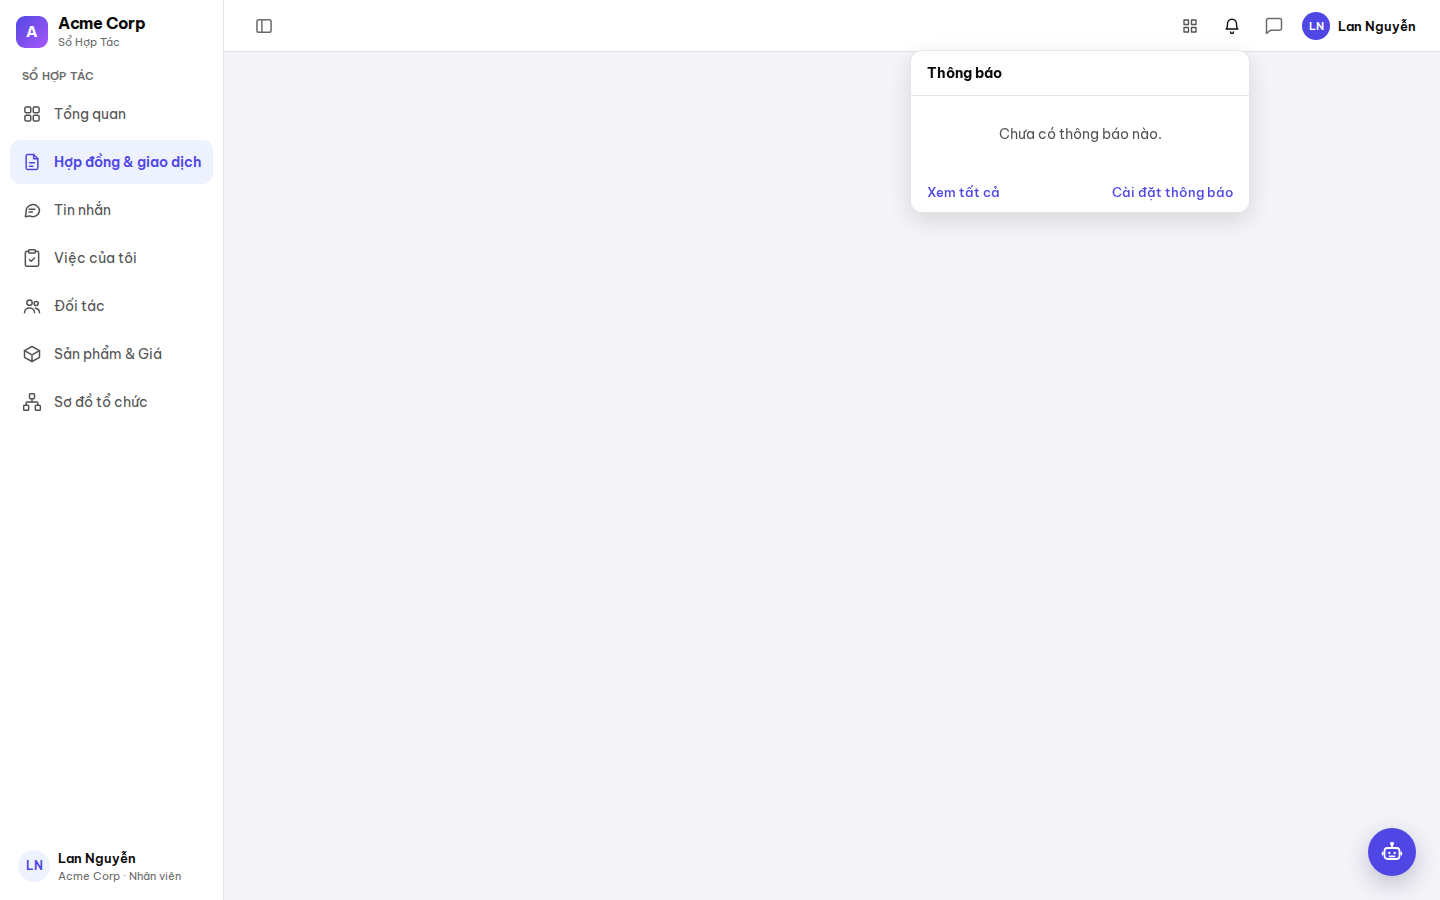 A
Acme Corp
Sổ Hợp Tác
SỔ HỢP TÁC
Tổng quan
Hợp đồng & giao dịch
Tin nhắn
Việc của tôi
Đối tác
Sản phẩm & Giá
Sơ đồ tổ chức
LN
Lan Nguyễn
Acme Corp · Nhân viên
LN
Lan Nguyễn
Thông báo
Chưa có thông báo nào.
Xem tất cả
Cài đặt thông báo